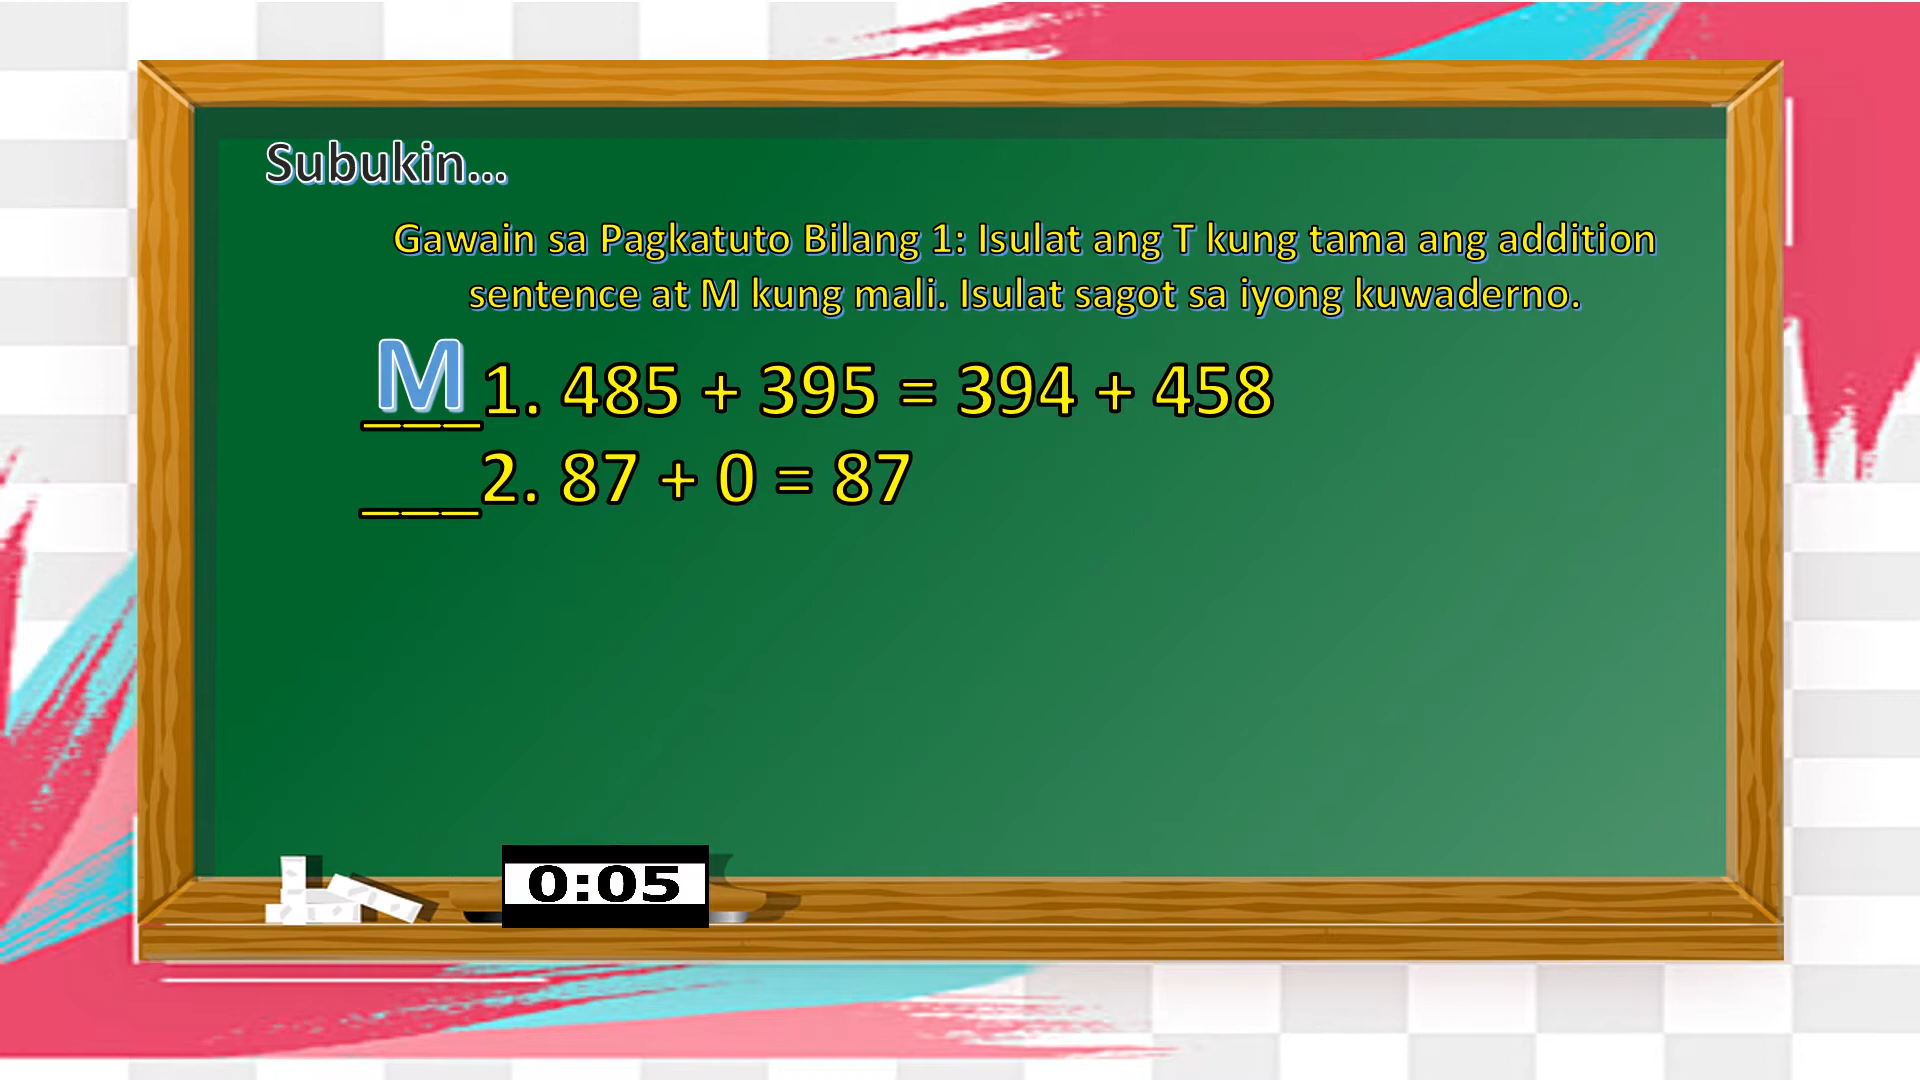 Subukin...
Gawain sa Pagkatuto Bilang 1: Isulat ang T kung tama ang addition
sentence at M kung mali. Isulat sagot sa iyong kuwaderno.
M 1. 485 + 395 = 394 + 458
___2. 87 + 0 = 87
0:05